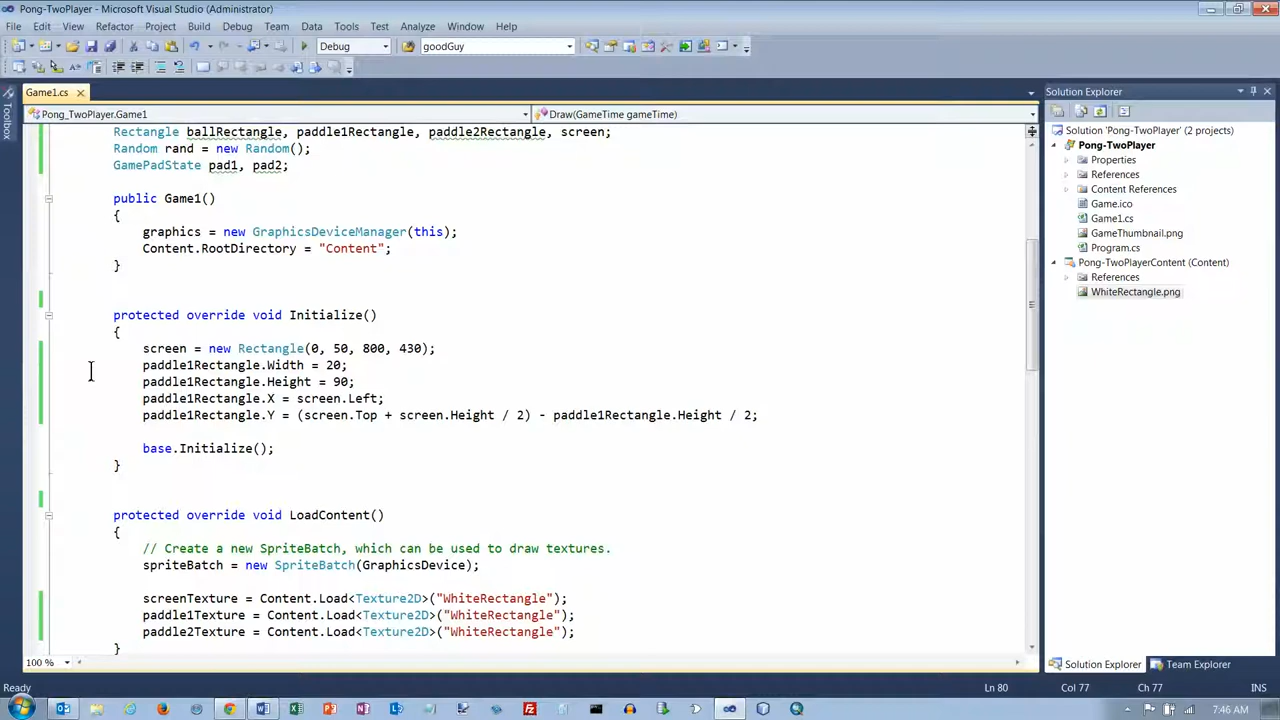 Pong-TwoPlayer - Microsoft Visual Studio (Administrator)
File Edit View Refactor Project Build Debug Team Data Tools Test Analyze Window Help
Debug goodGuy
Toolbox
Game1.cs
Pong_TwoPlayer.Game1 Draw(GameTime gameTime)
Rectangle ballRectangle, paddle1Rectangle, paddle2Rectangle, screen;
Random rand = new Random();
GamePadState pad1, pad2;
public Game1()
{
graphics = new GraphicsDeviceManager(this);
Content.RootDirectory = "Content";
}
protected override void Initialize()
{
screen = new Rectangle(0, 50, 800, 430);
paddle1Rectangle.Width = 20;
paddle1Rectangle.Height = 90;
paddle1Rectangle.X = screen.Left;
paddle1Rectangle.Y = (screen.Top + screen.Height / 2) - paddle1Rectangle.Height / 2;
base.Initialize();
}
protected override void LoadContent()
{
// Create a new SpriteBatch, which can be used to draw textures.
spriteBatch = new SpriteBatch(GraphicsDevice);
screenTexture = Content.Load<Texture2D>("WhiteRectangle");
paddle1Texture = Content.Load<Texture2D>("WhiteRectangle");
paddle2Texture = Content.Load<Texture2D>("WhiteRectangle");
}
100 %
Solution Explorer
Solution 'Pong-TwoPlayer' (2 projects)
Pong-TwoPlayer
Properties
References
Content References
Game.ico
Game1.cs
GameThumbnail.png
Program.cs
Pong-TwoPlayerContent (Content)
References
WhiteRectangle.png
Solution Explorer Team Explorer
Ready Ln 80 Col 77 Ch 77 INS
7:46 AM